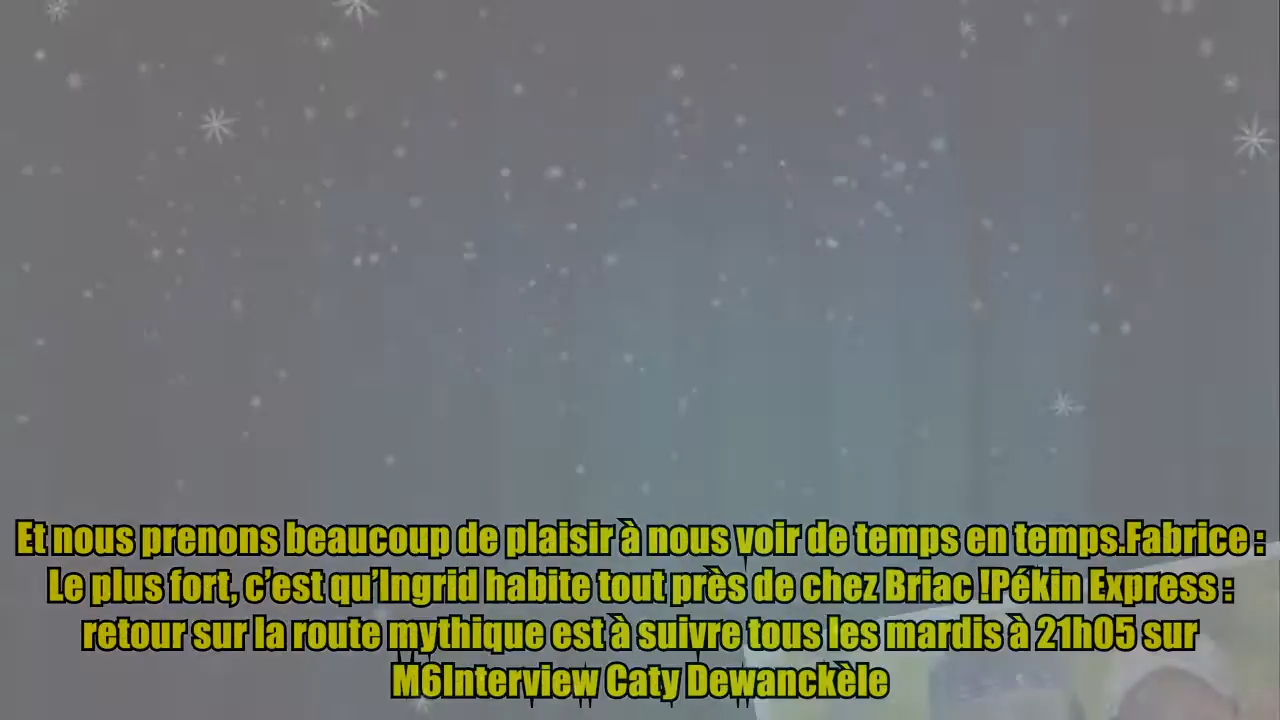 Et nous prenons beaucoup de plaisir à nous voir de temps en temps.Fabrice :
Le plus fort, c’est qu’Ingrid habite tout près de chez Briac !Pékin Express :
retour sur la route mythique est à suivre tous les mardis à 21h05 sur
M6Interview Caty Dewanckèle